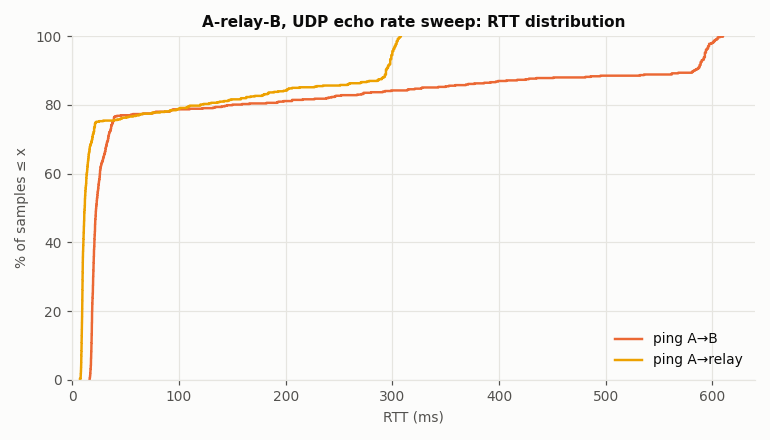 A-relay-B, UDP echo rate sweep: RTT distribution
% of samples ≤ x
100
80
60
40
20
0
0 100 200 300 400 500 600
RTT (ms)
ping A→B
ping A→relay